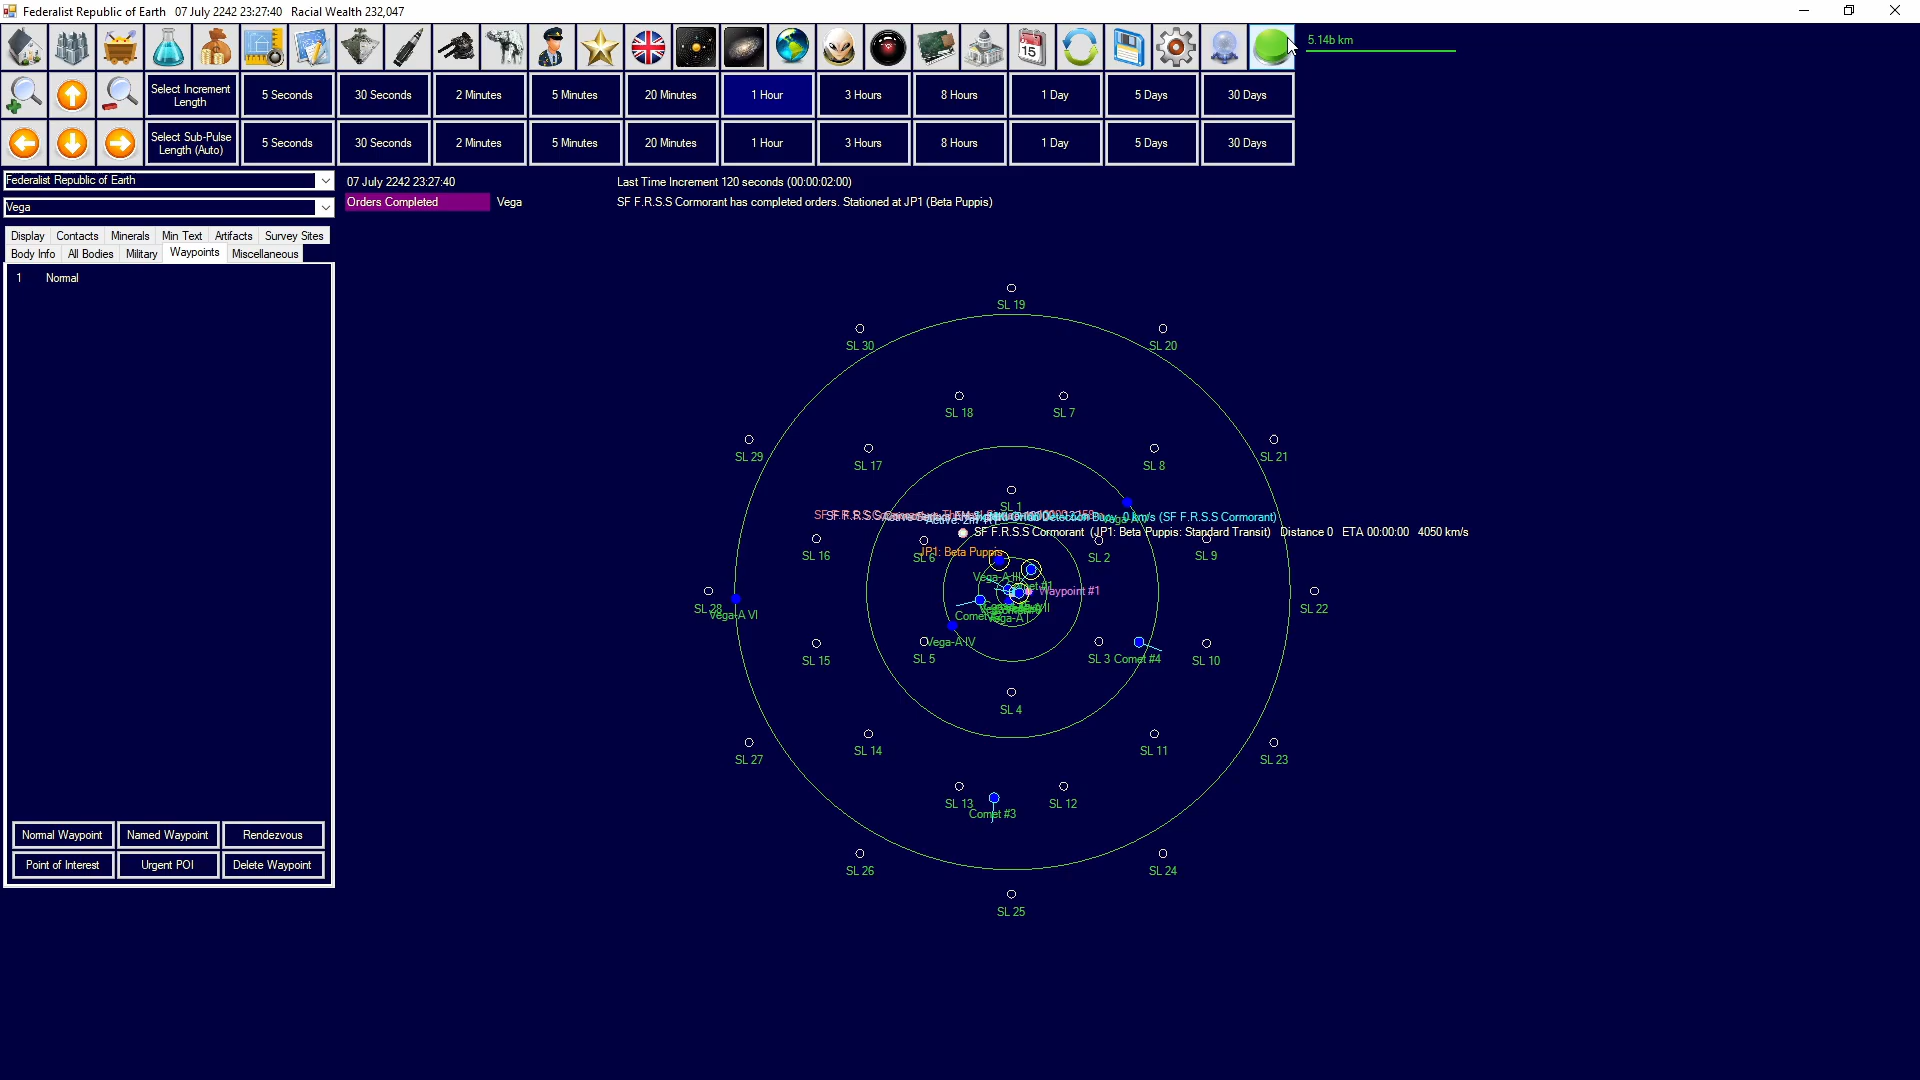 Federalist Republic of Earth   07 July 2242 23:27:40   Racial Wealth 232,047
15
5.14b km
Select Increment Length
5 Seconds
30 Seconds
2 Minutes
5 Minutes
20 Minutes
1 Hour
3 Hours
8 Hours
1 Day
5 Days
30 Days
Select Sub-Pulse Length (Auto)
5 Seconds
30 Seconds
2 Minutes
5 Minutes
20 Minutes
1 Hour
3 Hours
8 Hours
1 Day
5 Days
30 Days
Federalist Republic of Earth
07 July 2242 23:27:40
Last Time Increment 120 seconds (00:00:02:00)
Vega
Orders Completed
Vega
SF F.R.S.S Cormorant has completed orders. Stationed at JP1 (Beta Puppis)
Display   Contacts   Minerals   Min Text   Artifacts   Survey Sites
Body Info   All Bodies   Military   Waypoints   Miscellaneous
1   Normal
SL 19
SL 30
SL 20
SL 18
SL 7
SL 29
SL 21
SL 17
SL 8
SL 1
(SF F.R.S.S Cormorant)
SF F.R.S.S Cormorant (JP1: Beta Puppis: Standard Transit)   Distance 0   ETA 00:00:00   4050 km/s
JP1: Beta Puppis
SL 16
SL 6
SL 2
SL 9
Vega-A III
Waypoint #1
SL 28
Vega-A VI
SL 22
Vega-A I
Vega-A IV
SL 15
SL 5
SL 3
Comet #4
SL 10
SL 4
SL 14
SL 11
SL 27
SL 23
SL 13
SL 12
Comet #3
SL 26
SL 24
SL 25
Normal Waypoint
Named Waypoint
Rendezvous
Point of Interest
Urgent POI
Delete Waypoint